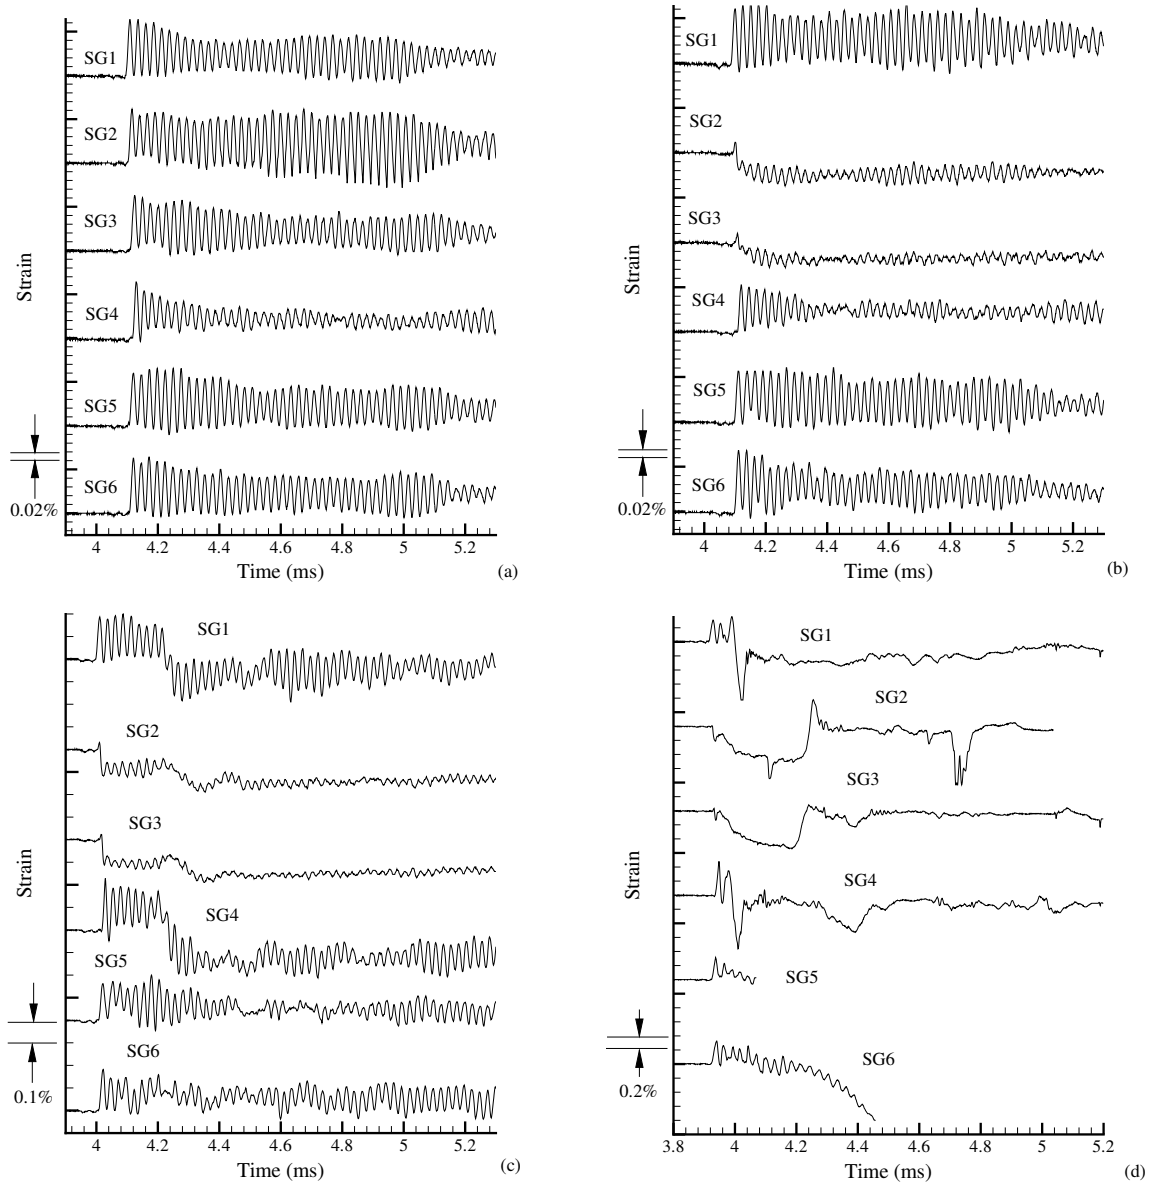 SG1
SG2
SG3
SG4
SG5
SG6
Strain
0.02%
4 4.2 4.4 4.6 4.8 5 5.2
Time (ms)
(a)
SG1
SG2
SG3
SG4
SG5
SG6
Strain
0.02%
4 4.2 4.4 4.6 4.8 5 5.2
Time (ms)
(b)
SG1
SG2
SG3
SG4
SG5
SG6
Strain
0.1%
4 4.2 4.4 4.6 4.8 5 5.2
Time (ms)
(c)
SG1
SG2
SG3
SG4
SG5
SG6
Strain
0.2%
3.8 4 4.2 4.4 4.6 4.8 5 5.2
Time (ms)
(d)